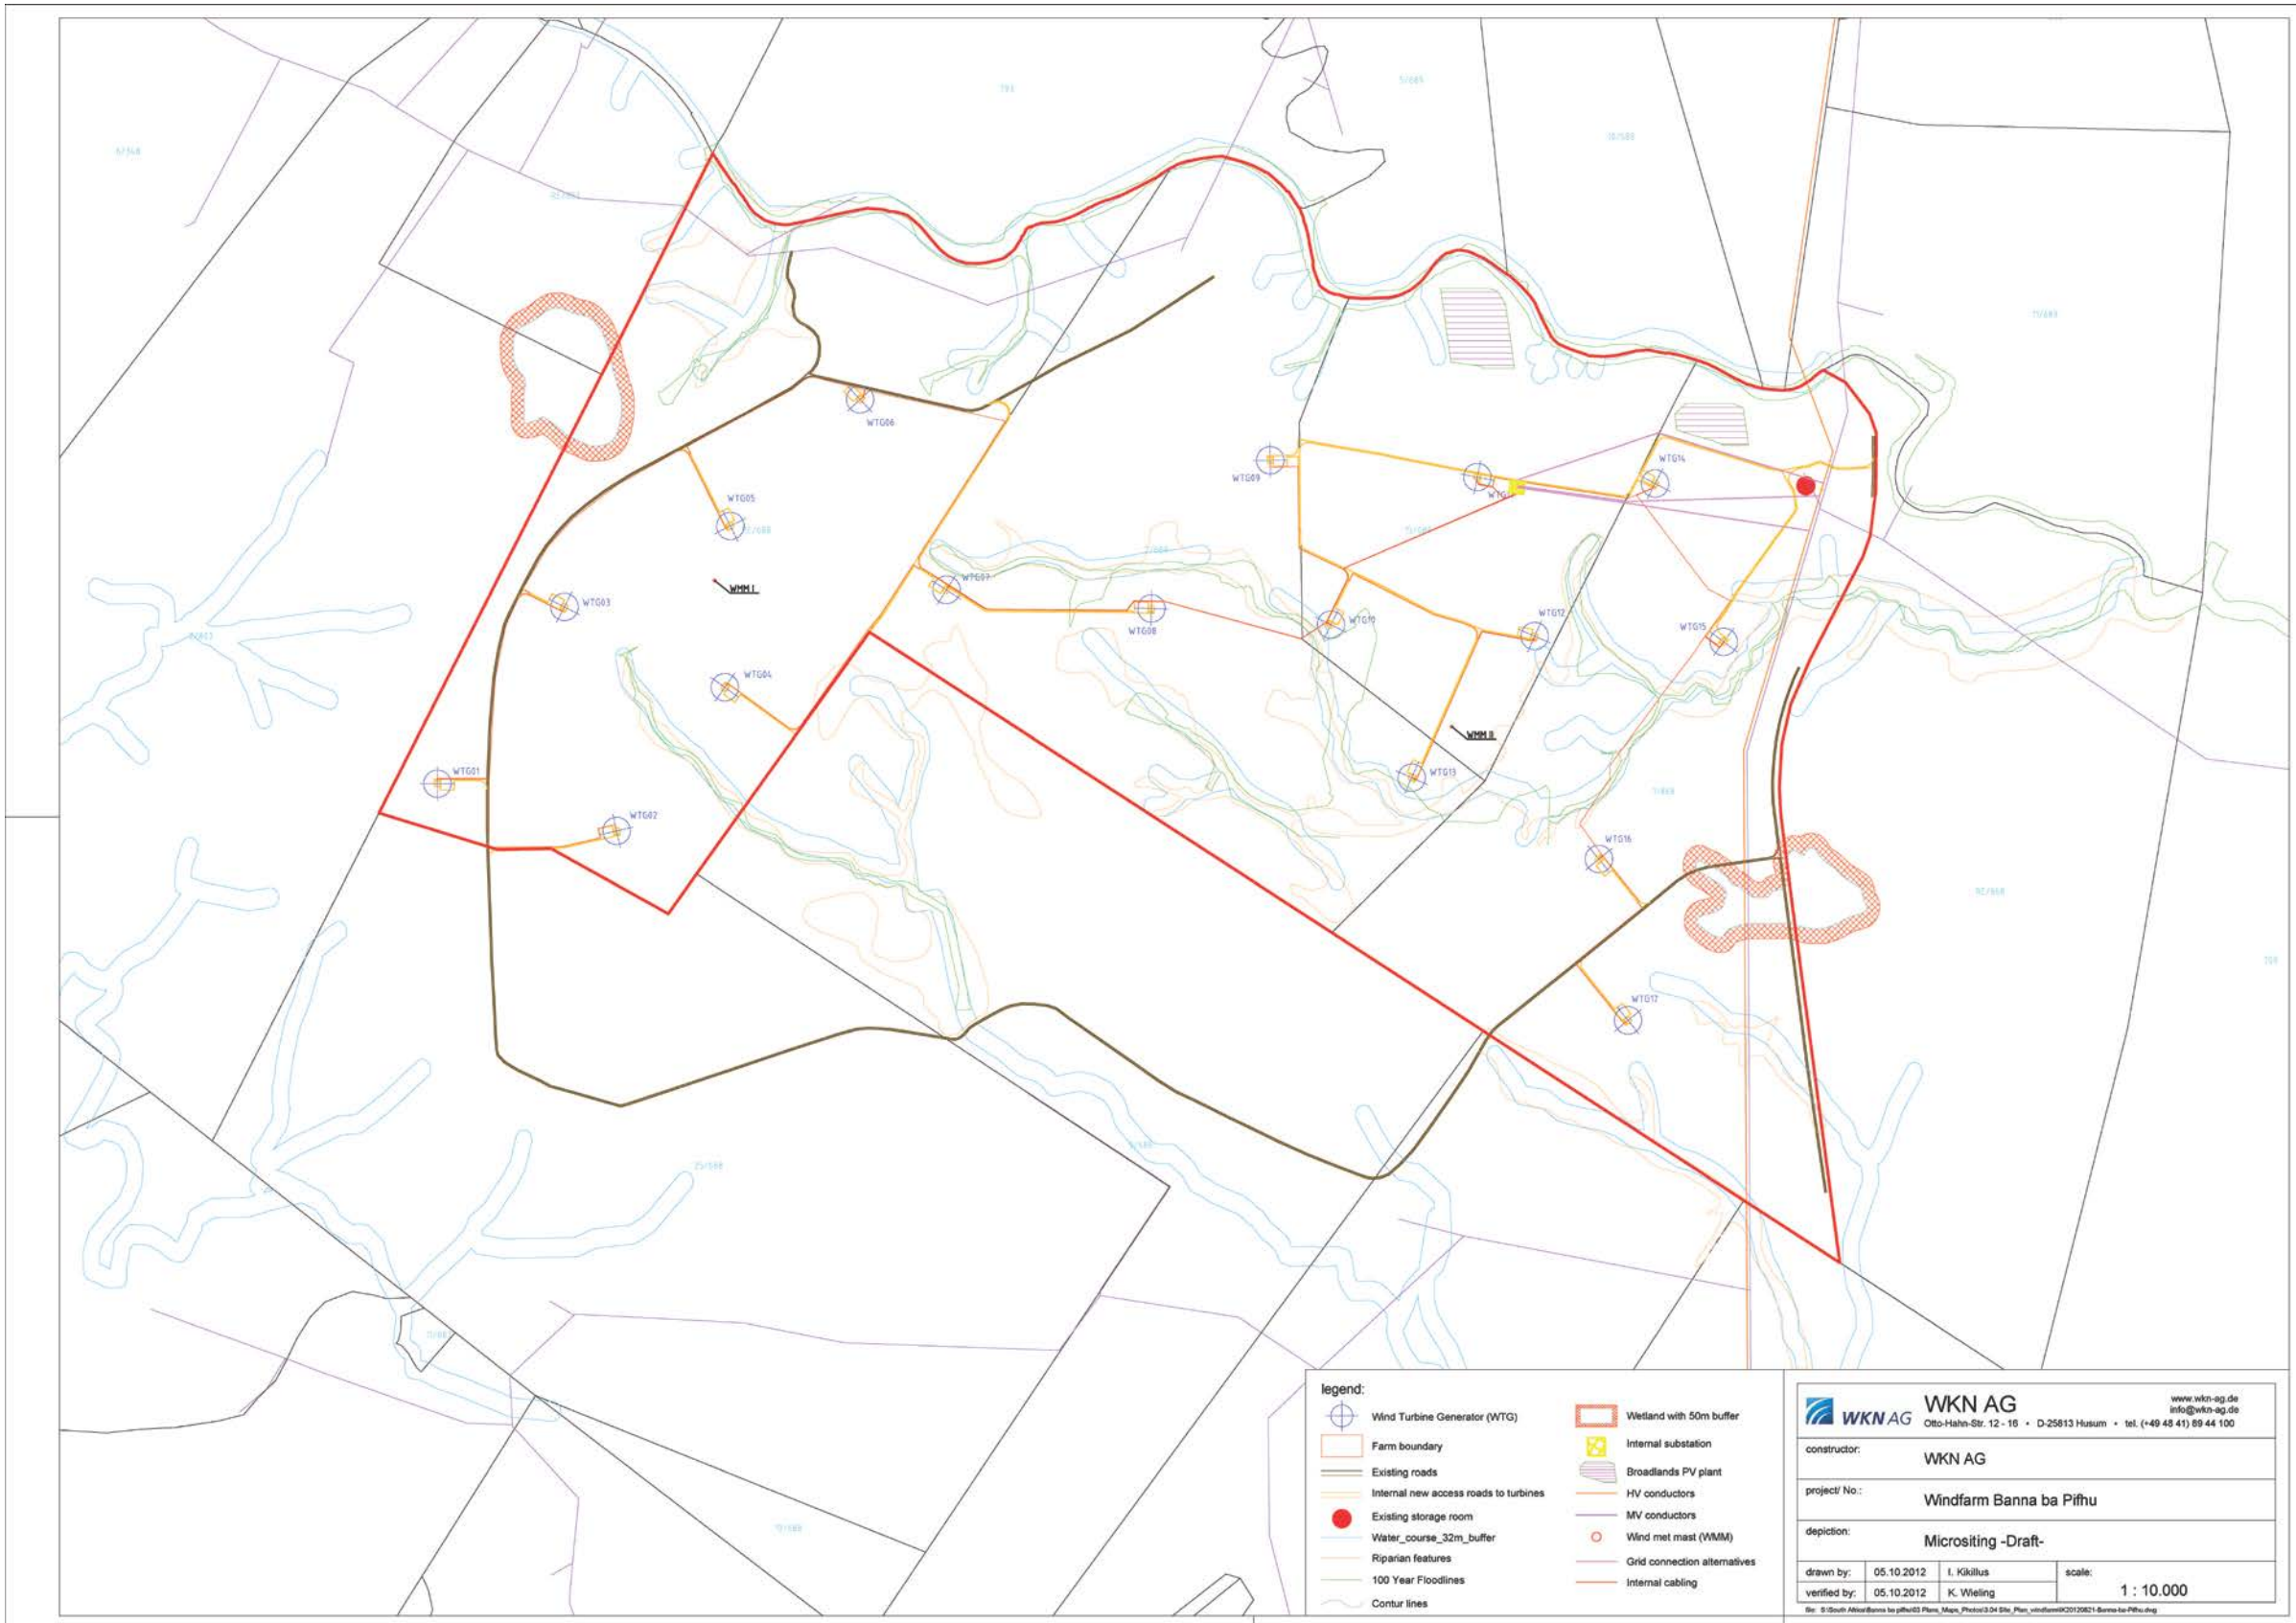 793
WTG06
WTG05
WTG09
WTG14
WMM I
WTG03
WTG07
WTG08
WTG10
WTG12
WTG15
WTG04
WMM II
WTG13
WTG01
WTG02
WTG16
WTG17
legend:
Wind Turbine Generator (WTG)
Farm boundary
Existing roads
Internal new access roads to turbines
Existing storage room
Water_course_32m_buffer
Riparian features
100 Year Floodlines
Contur lines
Wetland with 50m buffer
Internal substation
Broadlands PV plant
HV conductors
MV conductors
Wind met mast (WMM)
Grid connection alternatives
Internal cabling
WKN AG
WKN AG
www.wkn-ag.de
info@wkn-ag.de
Otto-Hahn-Str. 12 - 16 • D-25813 Husum • tel. (+49 48 41) 89 44 100
constructor:
WKN AG
project/ No.:
Windfarm Banna ba Pifhu
depiction:
Micrositing -Draft-
drawn by: 05.10.2012 I. Kikillus scale:
verified by: 05.10.2012 K. Wieling 1 : 10.000